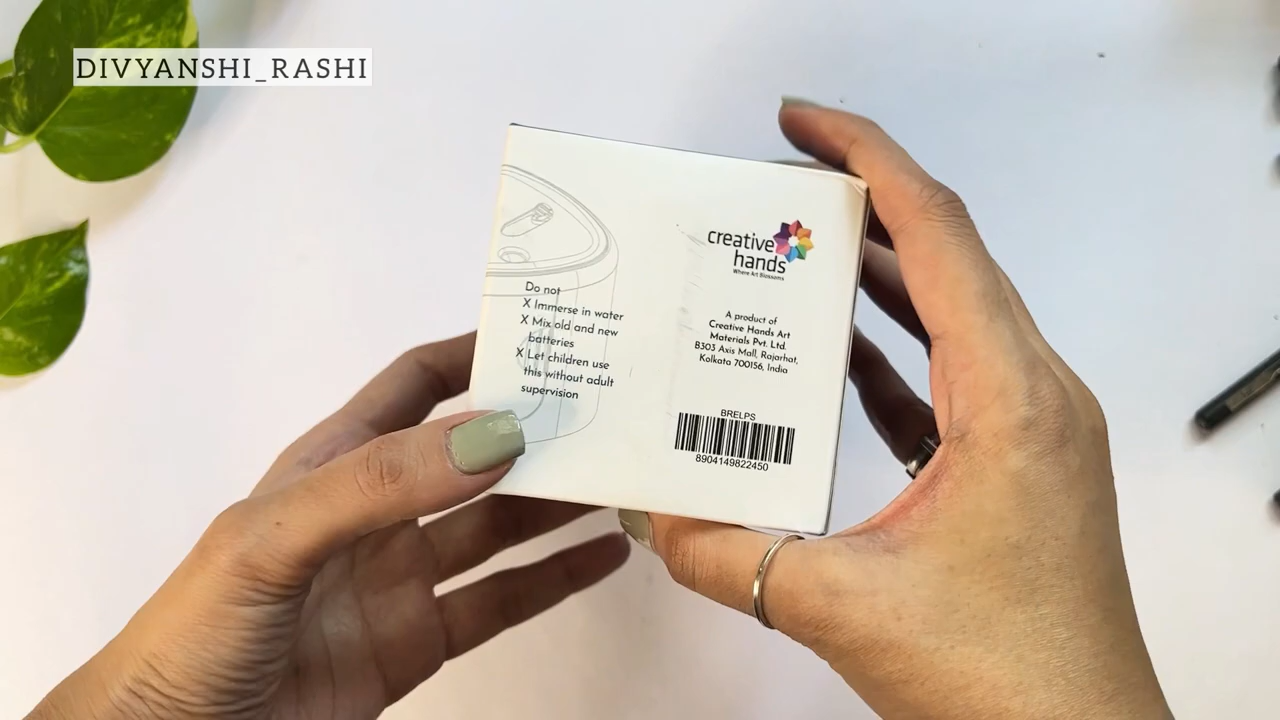 DIVYANSHI_RASHI
creative
hands
Where Art Blossoms
Do not
X Immerse in water
X Mix old and new
batteries
X Let children use
this without adult
supervision
A product of
Creative Hands Art
Materials Pvt. Ltd.
B303 Axis Mall, Rajarhat,
Kolkata 700156, India
BRELPS
8904149822450